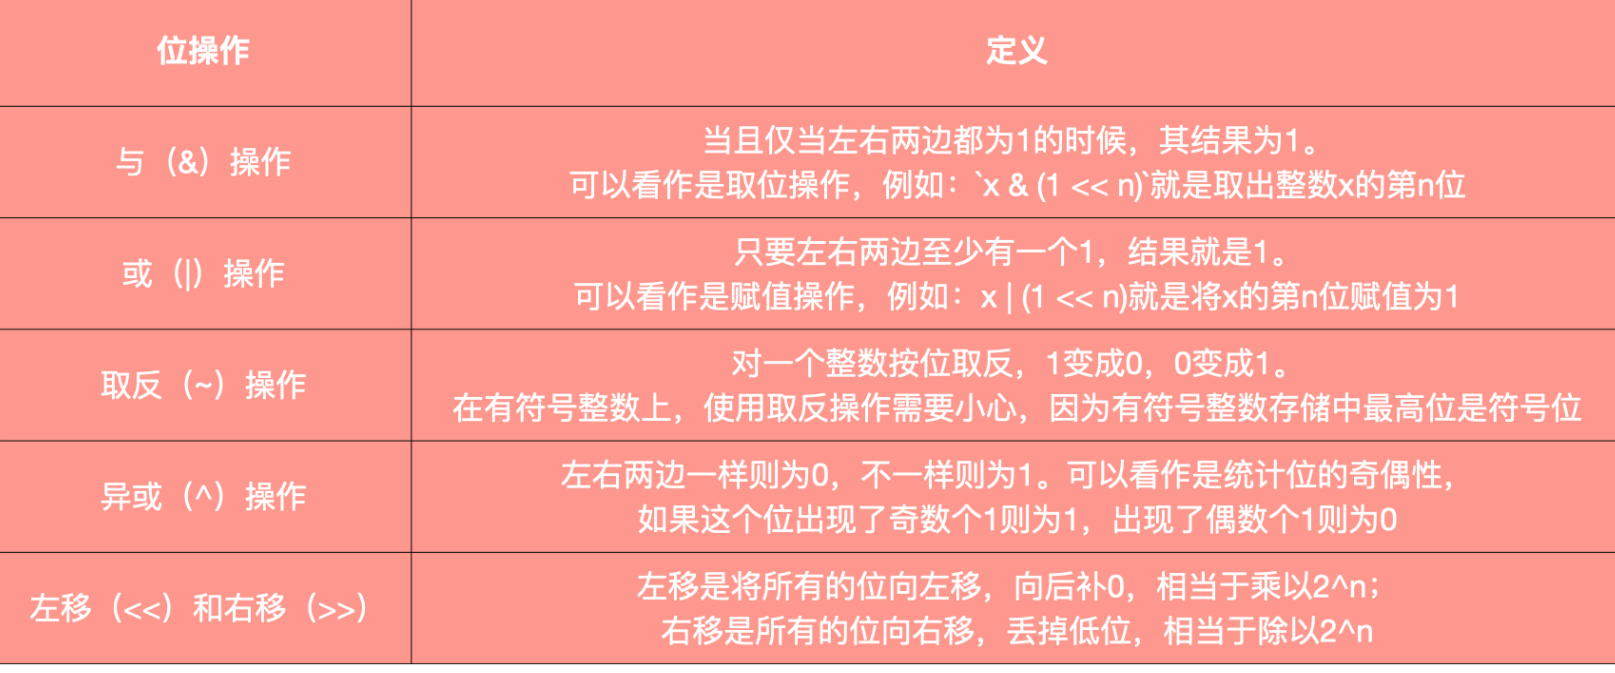 位操作
定义
与（&）操作
当且仅当左右两边都为1的时候，其结果为1。
可以看作是取位操作，例如：`x & (1 << n)`就是取出整数x的第n位
或（|）操作
只要左右两边至少有一个1，结果就是1。
可以看作是赋值操作，例如：x | (1 << n)就是将x的第n位赋值为1
取反（~）操作
对一个整数按位取反，1变成0，0变成1。
在有符号整数上，使用取反操作需要小心，因为有符号整数存储中最高位是符号位
异或（^）操作
左右两边一样则为0，不一样则为1。可以看作是统计位的奇偶性，
如果这个位出现了奇数个1则为1，出现了偶数个1则为0
左移（<<）和右移（>>）
左移是将所有的位向左移，向后补0，相当于乘以2^n；
右移是所有的位向右移，丢掉低位，相当于除以2^n